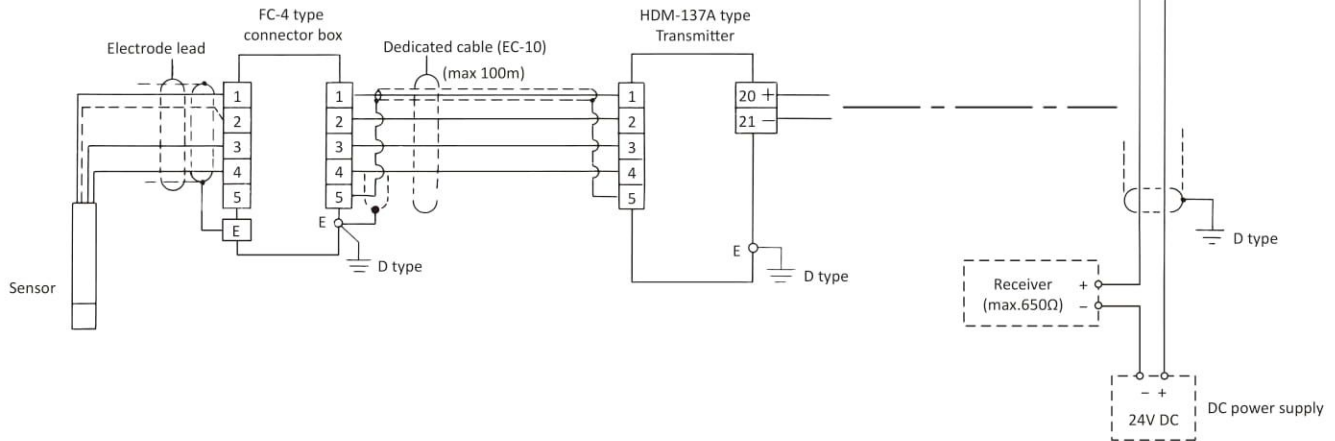 FC-4 type
connector box
HDM-137A type
Transmitter
Electrode lead
Dedicated cable (EC-10)
(max 100m)
1
2
3
4
5
E
1
2
3
4
5
E
D type
1
2
3
4
5
20 +
21 −
E
D type
Sensor
D type
Receiver +
(max.650Ω) −
− +
24V DC
DC power supply